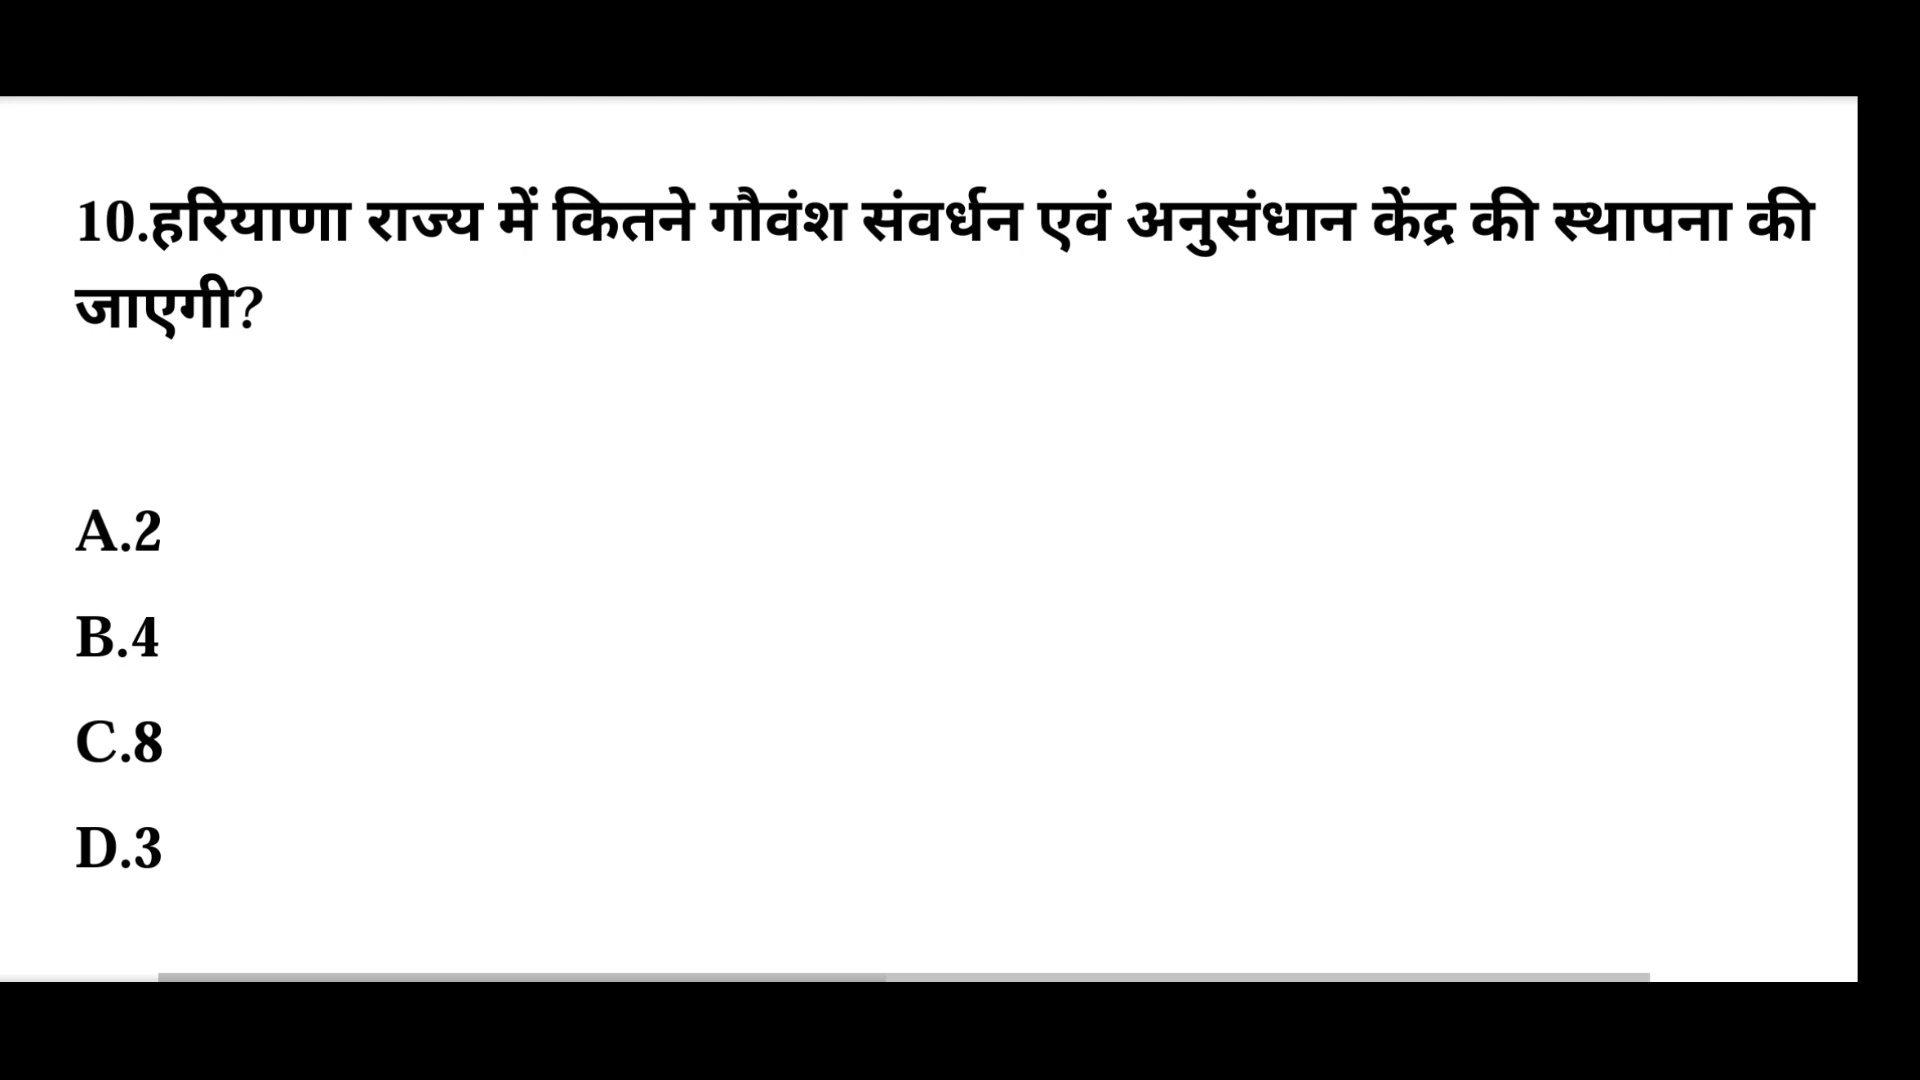 10.हरियाणा राज्य में कितने गौवंश संवर्धन एवं अनुसंधान केंद्र की स्थापना की
जाएगी?
A.2
B.4
C.8
D.3